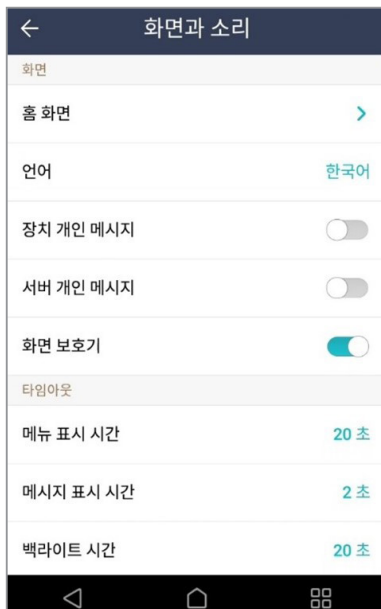 화면과 소리
화면
홈 화면
언어 한국어
장치 개인 메시지
서버 개인 메시지
화면 보호기
타임아웃
메뉴 표시 시간 20 초
메시지 표시 시간 2 초
백라이트 시간 20 초